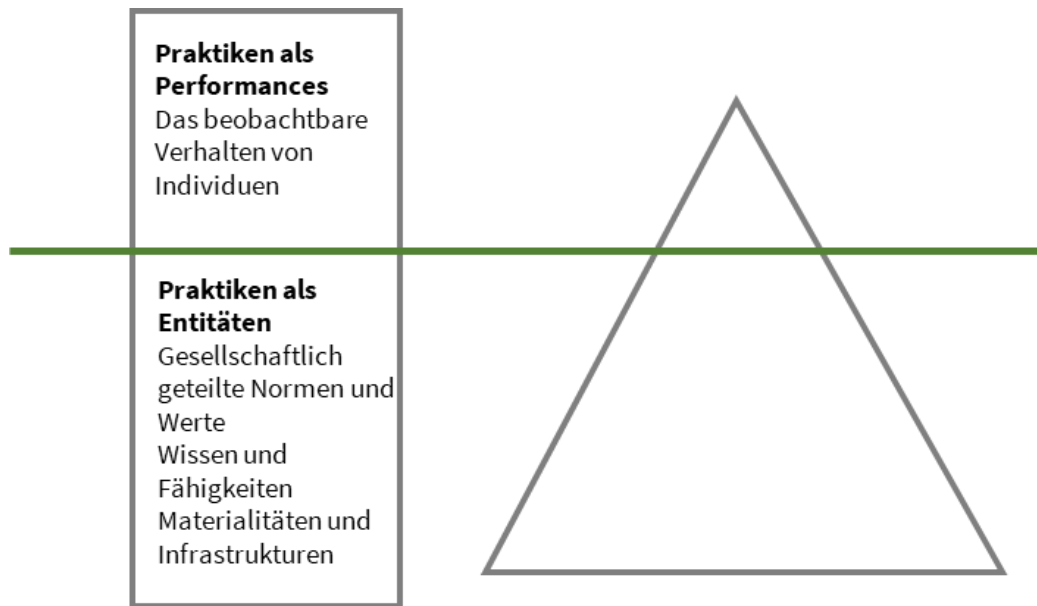 Praktiken als
Performances
Das beobachtbare
Verhalten von
Individuen
Praktiken als
Entitäten
Gesellschaftlich
geteilte Normen und
Werte
Wissen und
Fähigkeiten
Materialitäten und
Infrastrukturen